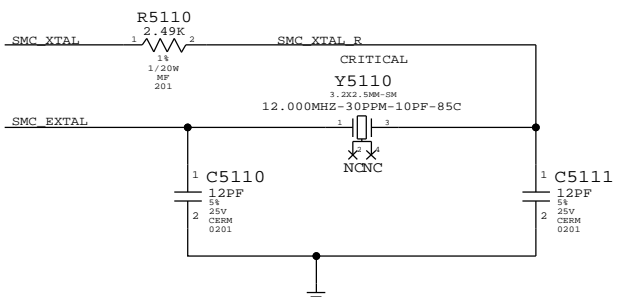 R5110
2.49K
SMC_XTAL
1
2
SMC_XTAL_R
1%
1/20W
MF
201
CRITICAL
Y5110
3.2X2.5MM-SM
12.000MHZ-30PPM-10PF-85C
SMC_EXTAL
1
3
2
4
NC
NC
1
C5110
12PF
5%
25V
CERM
0201
2
1
C5111
12PF
5%
25V
CERM
0201
2